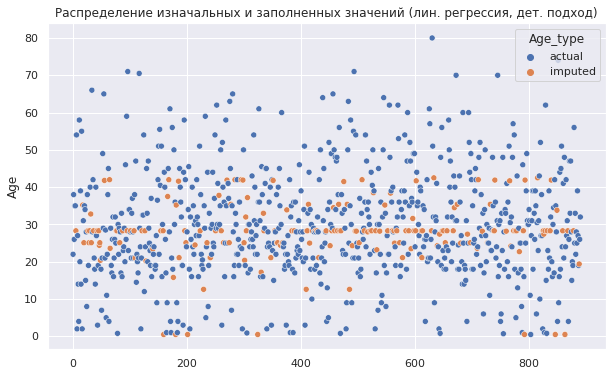 Распределение изначальных и заполненных значений (лин. регрессия, дет. подход)
Age_type
actual
imputed
Age
80
70
60
50
40
30
20
10
0
0 200 400 600 800